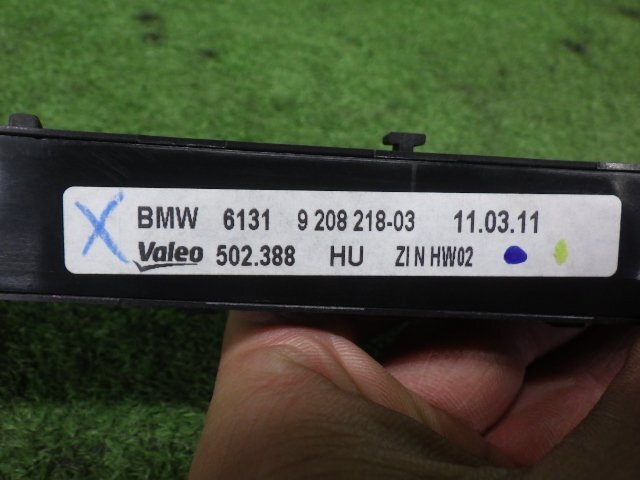 BMW 6131 9 208 218-03 11.03.11
Valeo 502.388 HU ZI N HW02